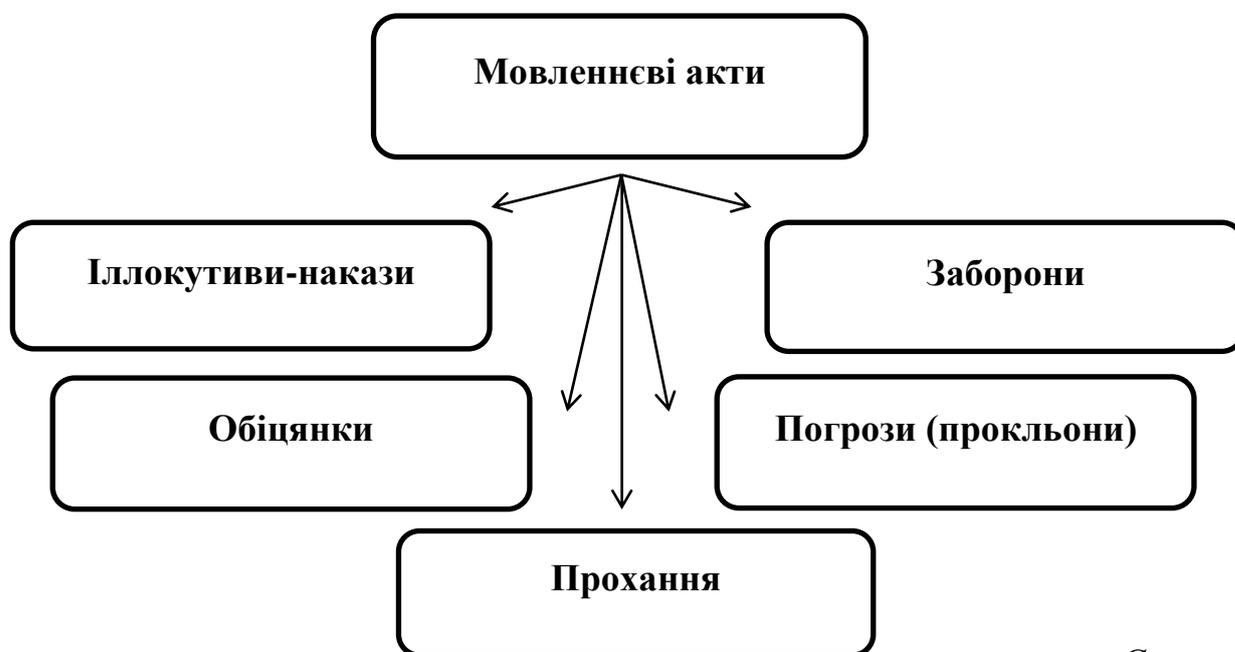 Мовленнєві акти
Іллокутиви-накази
Заборони
Обіцянки
Погрози (прокльони)
Прохання